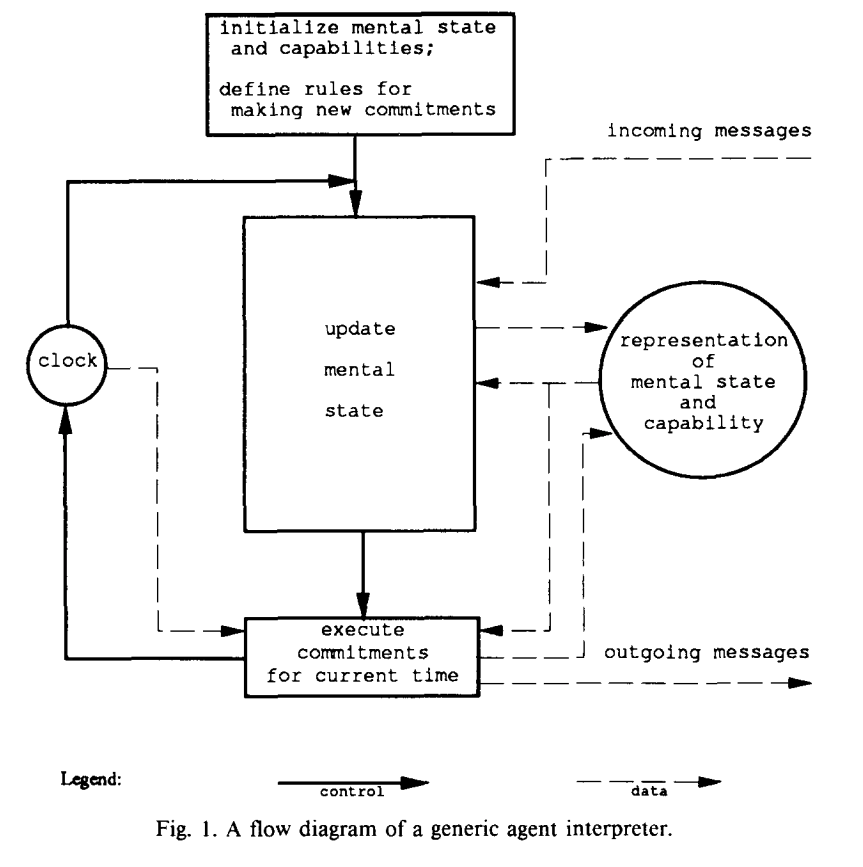 initialize mental state
and capabilities;
define rules for
making new commitments
incoming messages
clock
update
mental
state
representation
of
mental state
and
capability
execute
commitments
for current time
outgoing messages
Legend:
control
data
Fig. 1. A flow diagram of a generic agent interpreter.